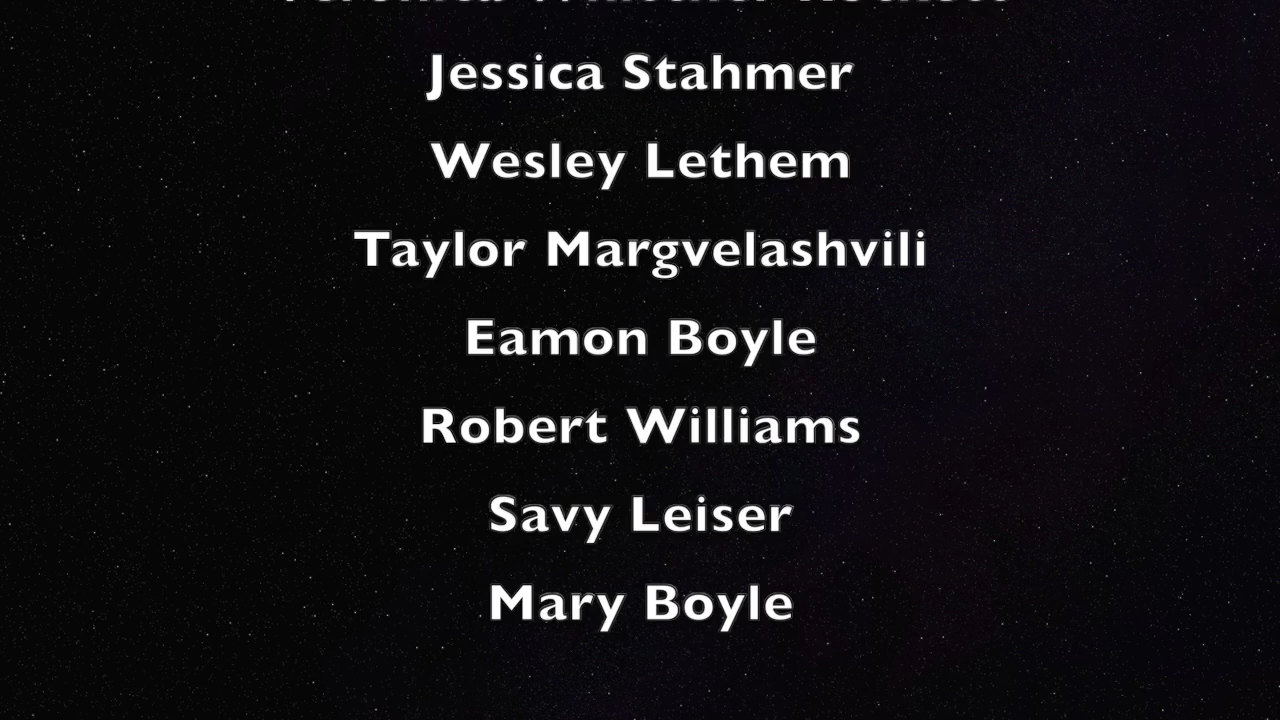 Jessica Stahmer
Wesley Lethem
Taylor Margvelashvili
Eamon Boyle
Robert Williams
Savy Leiser
Mary Boyle